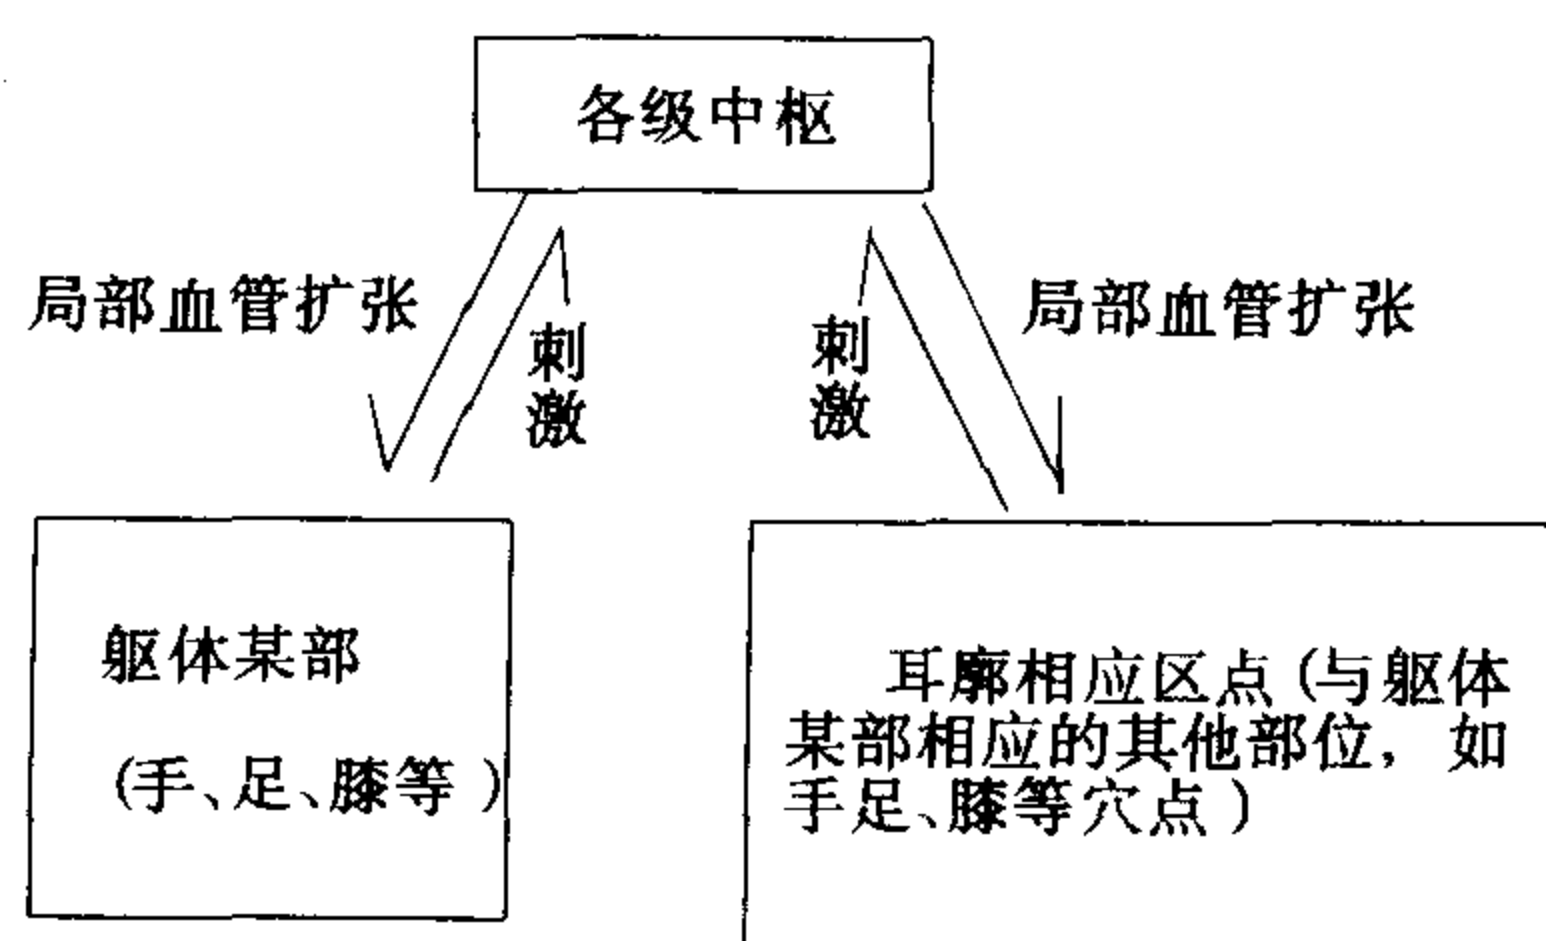 各级中枢
局部血管扩张
刺激
刺激
局部血管扩张
躯体某部
(手、足、膝等)
耳廓相应区点(与躯体
某部相应的其他部位，如
手足、膝等穴点)